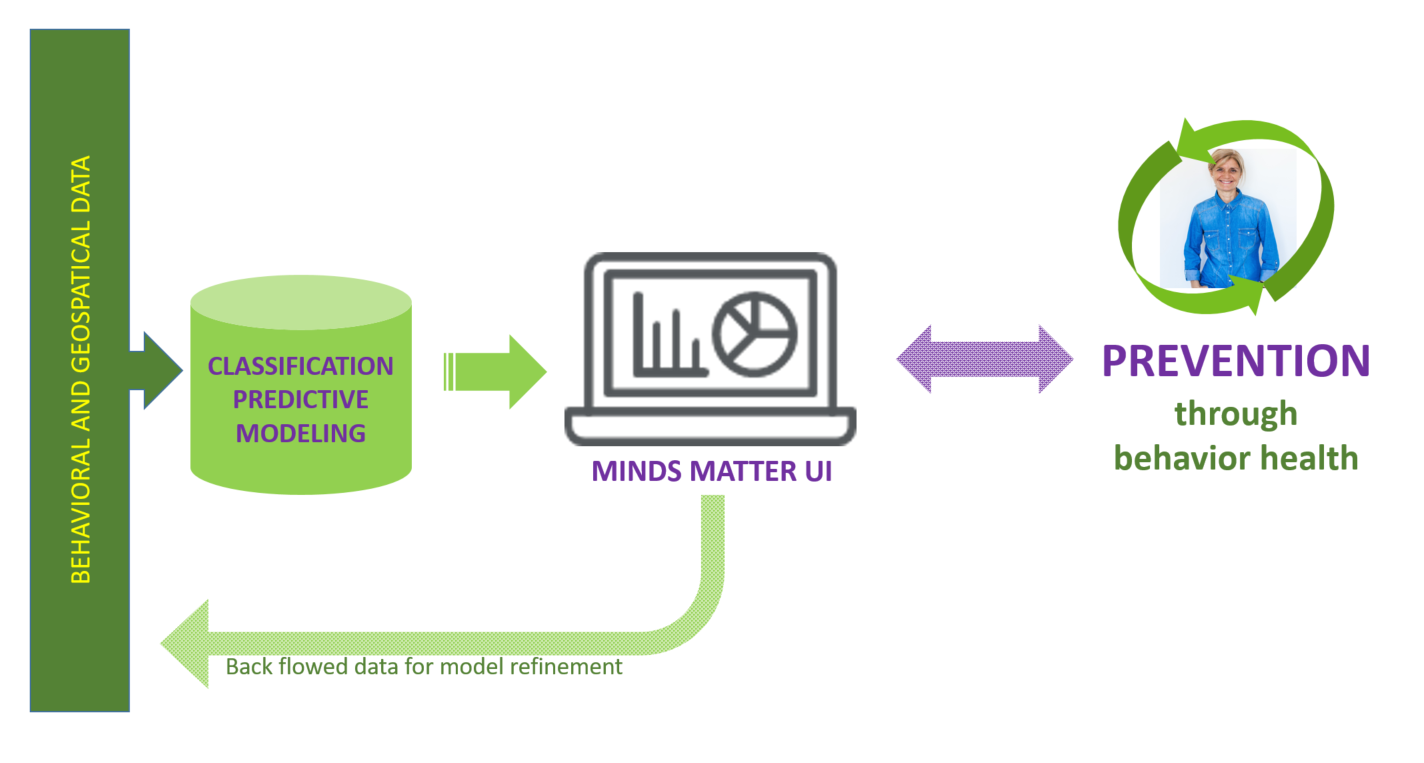 BEHAVIORAL AND GEOSPATICAL DATA
CLASSIFICATION
PREDICTIVE
MODELING
MINDS MATTER UI
PREVENTION
through
behavior health
Back flowed data for model refinement